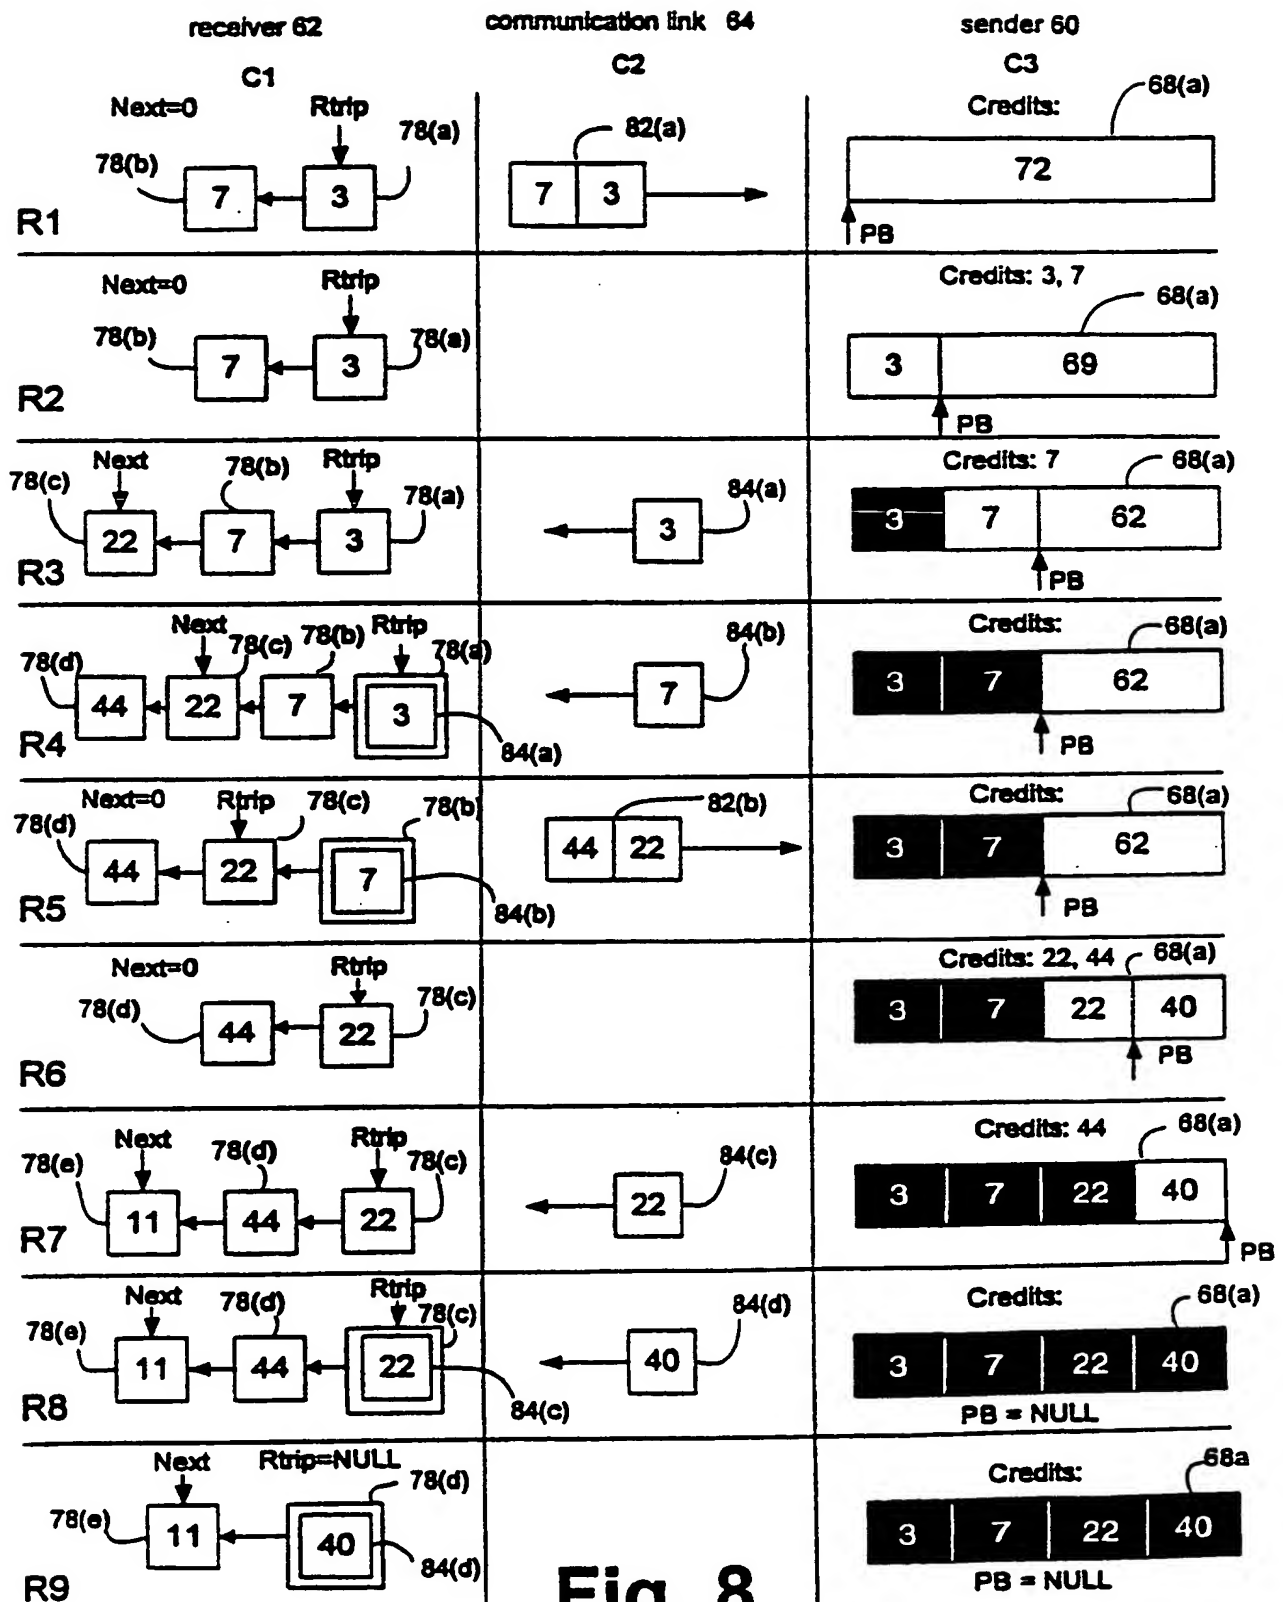 receiver 62 communication link 64 sender 60
C1 C2 C3
Next=0 Rtrip 78(a) 82(a) Credits: 68(a)
78(b) 7 3 7 3 72
R1 PB
Next=0 Rtrip Credits: 3, 7 68(a)
78(b) 7 3 78(a) 3 69
R2 PB
Next 78(b) Rtrip Credits: 7 68(a)
78(c) 22 7 3 78(a) 3 84(a) 3 7 62
R3 PB
Next 78(c) 78(b) Rtrip 78(a) 84(b) Credits: 68(a)
78(d) 44 22 7 3 7 3 7 62
R4 84(a) PB
Next=0 Rtrip 78(c) 78(b) 82(b) Credits: 68(a)
78(d) 44 22 7 44 22 3 7 62
R5 84(b) PB
Next=0 Rtrip Credits: 22, 44 68(a)
78(d) 44 22 78(c) 3 7 22 40
R6 PB
Next 78(d) Rtrip 78(c) 84(c) Credits: 44 68(a)
78(e) 11 44 22 22 3 7 22 40
R7 PB
Next 78(d) Rtrip 78(c) 84(d) Credits: 68(a)
78(e) 11 44 22 40 3 7 22 40
R8 84(c) PB = NULL
Next Rtrip=NULL 78(d) Credits: 68a
78(e) 11 40 3 7 22 40
R9 84(d) PB = NULL
Fig. 8